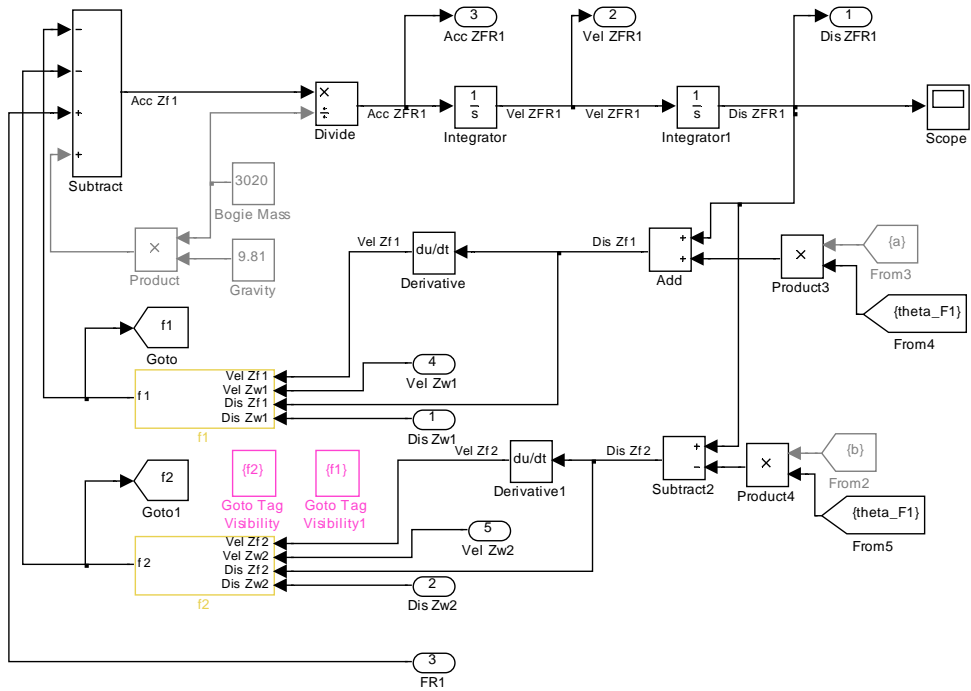 3
Acc ZFR1
2
Vel ZFR1
1
Dis ZFR1
−
−
+
+
Subtract
Acc Zf1
×
÷
Divide
Acc ZFR1
1
s
Integrator
Vel ZFR1
Vel ZFR1
1
s
Integrator1
Dis ZFR1
Scope
3020
Bogie Mass
×
Product
9.81
Gravity
Vel Zf1
du/dt
Derivative
Dis Zf1
+
+
Add
×
Product3
{a}
From3
{theta_F1}
From4
f1
Goto
4
Vel Zw1
Vel Zf1
Vel Zw1
Dis Zf1
Dis Zw1
f1
f1
1
Dis Zw1
f2
Goto1
{f2}
Goto Tag
Visibility
{f1}
Goto Tag
Visibility1
Vel Zf2
du/dt
Derivative1
Dis Zf2
+
−
Subtract2
×
Product4
{b}
From2
{theta_F1}
From5
5
Vel Zw2
Vel Zf2
Vel Zw2
Dis Zf2
Dis Zw2
f2
f2
2
Dis Zw2
3
FR1